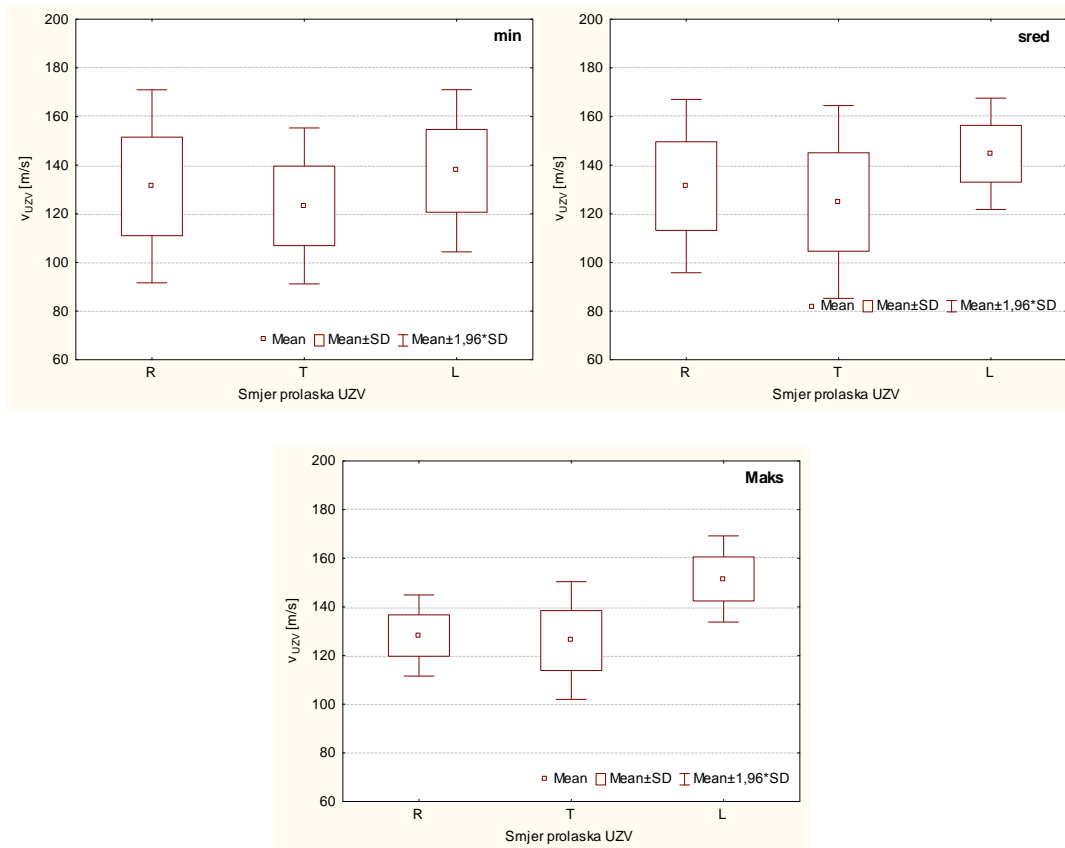 min
200
180
160
140
120
100
80
60
vUZV [m/s]
Mean Mean±SD Mean±1,96*SD
R T L
Smjer prolaska UZV
sred
200
180
160
140
120
100
80
60
vUZV [m/s]
Mean Mean±SD Mean±1,96*SD
R T L
Smjer prolaska UZV
Maks
200
180
160
140
120
100
80
60
vUZV [m/s]
Mean Mean±SD Mean±1,96*SD
R T L
Smjer prolaska UZV